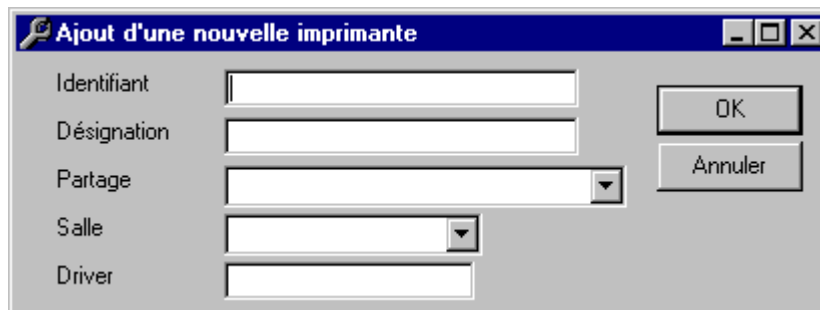 Ajout d'une nouvelle imprimante
Identifiant
OK
Désignation
Annuler
Partage
Salle
Driver